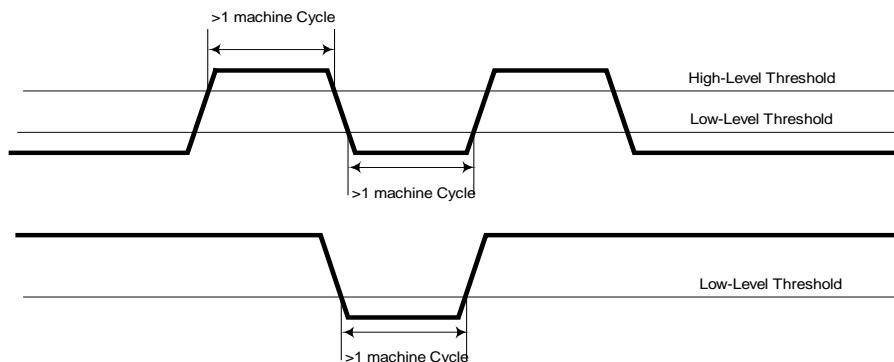 >1 machine Cycle
High-Level Threshold
Low-Level Threshold
>1 machine Cycle
Low-Level Threshold
>1 machine Cycle